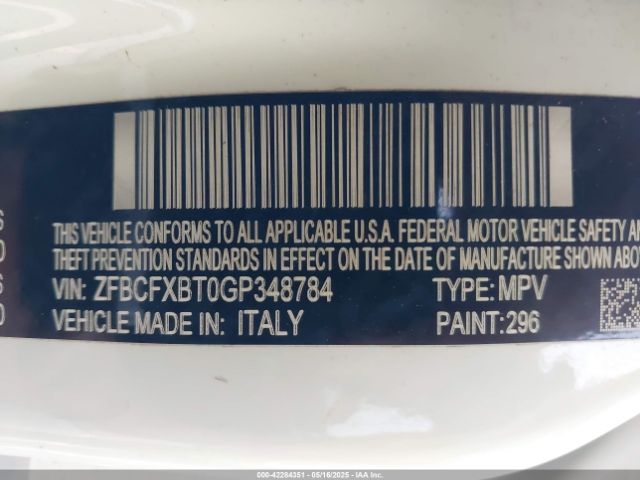 THIS VEHICLE CONFORMS TO ALL APPLICABLE U.S.A. FEDERAL MOTOR VEHICLE SAFETY AN
THEFT PREVENTION STANDARDS IN EFFECT ON THE DATE OF MANUFACTURE SHOWN ABO
VIN: ZFBCFXBT0GP348784 TYPE: MPV
VEHICLE MADE IN: ITALY PAINT:296
000-42284351 - 05/16/2025 - IAA Inc.